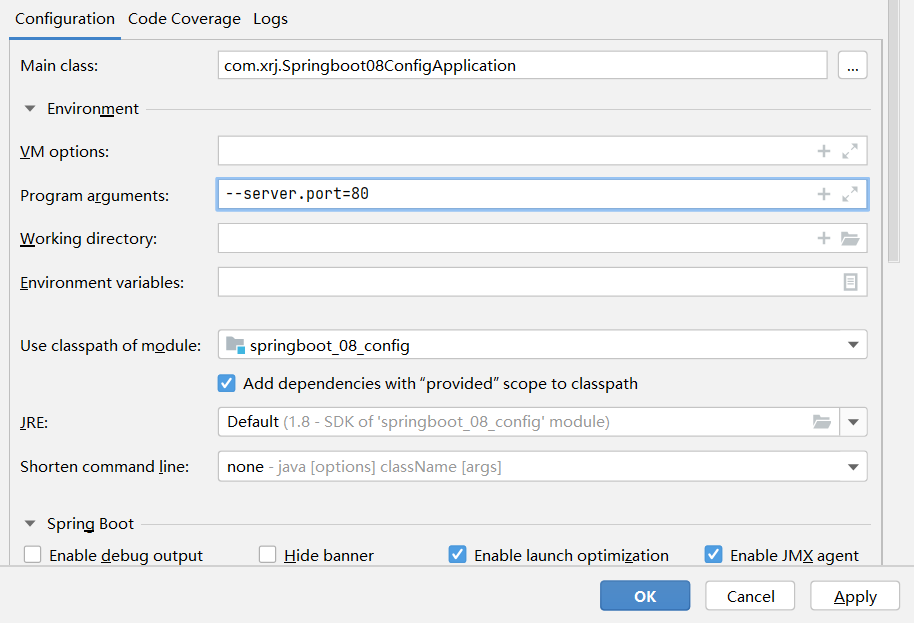 Configuration Code Coverage Logs
Main class: com.xrj.Springboot08ConfigApplication ...
Environment
VM options:
Program arguments: --server.port=80
Working directory:
Environment variables:
Use classpath of module: springboot_08_config
Add dependencies with “provided” scope to classpath
JRE: Default (1.8 - SDK of 'springboot_08_config' module)
Shorten command line: none - java [options] className [args]
Spring Boot
Enable debug output Hide banner Enable launch optimization Enable JMX agent
OK Cancel Apply